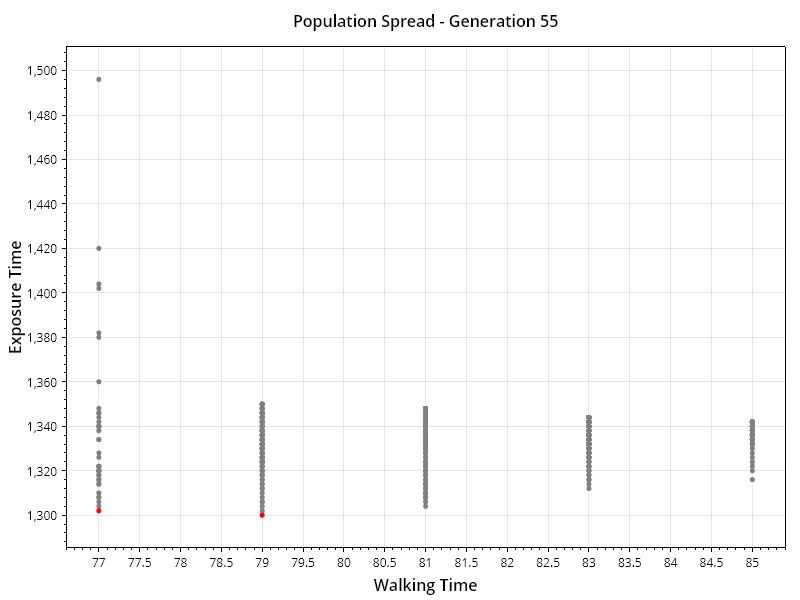 Population Spread - Generation 55
1,500
1,480
1,460
1,440
1,420
1,400
1,380
1,360
1,340
1,320
1,300
Exposure Time
77 77.5 78 78.5 79 79.5 80 80.5 81 81.5 82 82.5 83 83.5 84 84.5 85
Walking Time